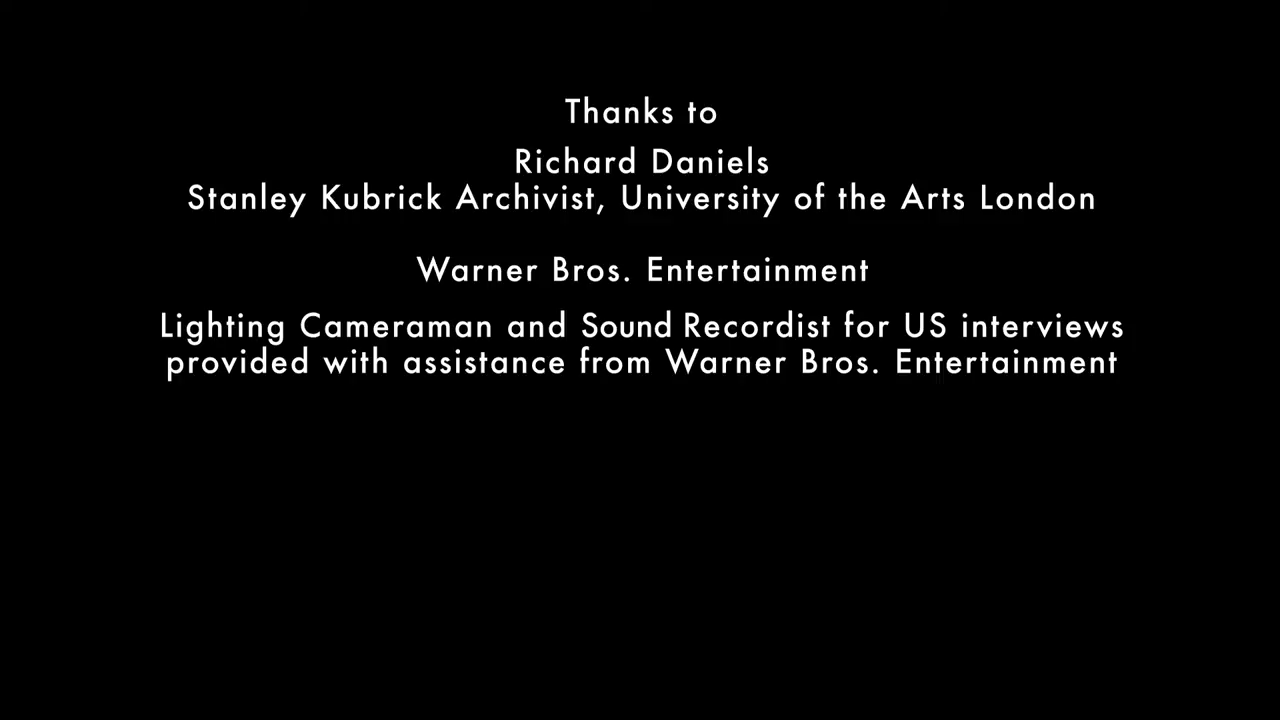 Thanks to
Richard Daniels
Stanley Kubrick Archivist, University of the Arts London
Warner Bros. Entertainment
Lighting Cameraman and Sound Recordist for US interviews
provided with assistance from Warner Bros. Entertainment